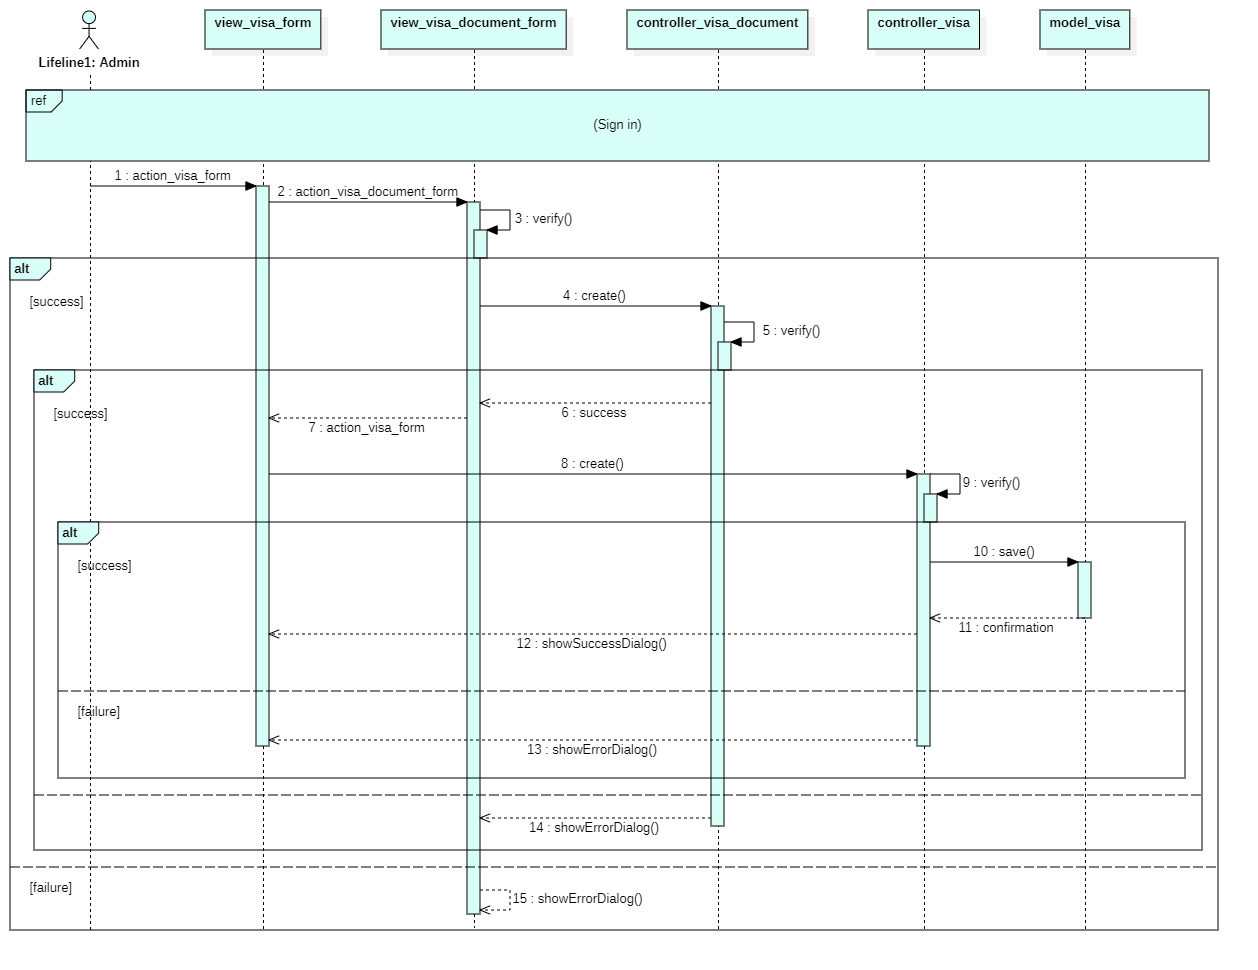 view_visa_form
view_visa_document_form
controller_visa_document
controller_visa
model_visa
Lifeline1: Admin
ref
(Sign in)
1 : action_visa_form
2 : action_visa_document_form
3 : verify()
alt
[success]
4 : create()
5 : verify()
alt
[success]
6 : success
7 : action_visa_form
8 : create()
9 : verify()
alt
[success]
10 : save()
11 : confirmation
12 : showSuccessDialog()
[failure]
13 : showErrorDialog()
14 : showErrorDialog()
[failure]
15 : showErrorDialog()